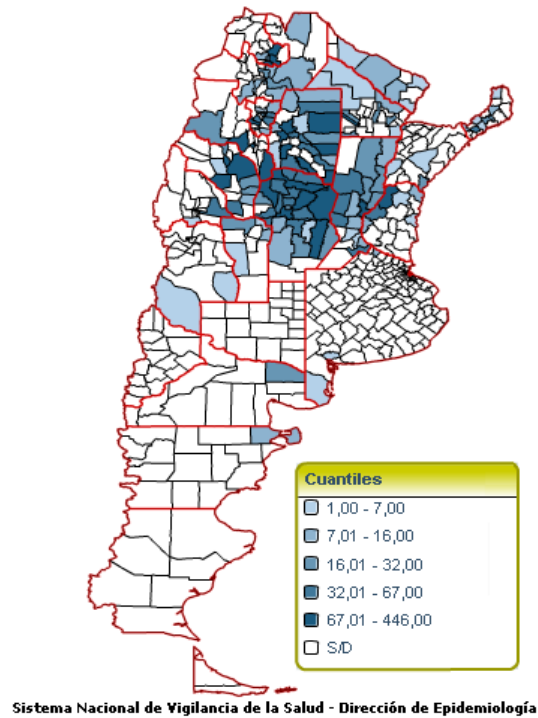 Cuantiles
1,00 - 7,00
7,01 - 16,00
16,01 - 32,00
32,01 - 67,00
67,01 - 446,00
S/D
Sistema Nacional de Vigilancia de la Salud - Dirección de Epidemiología